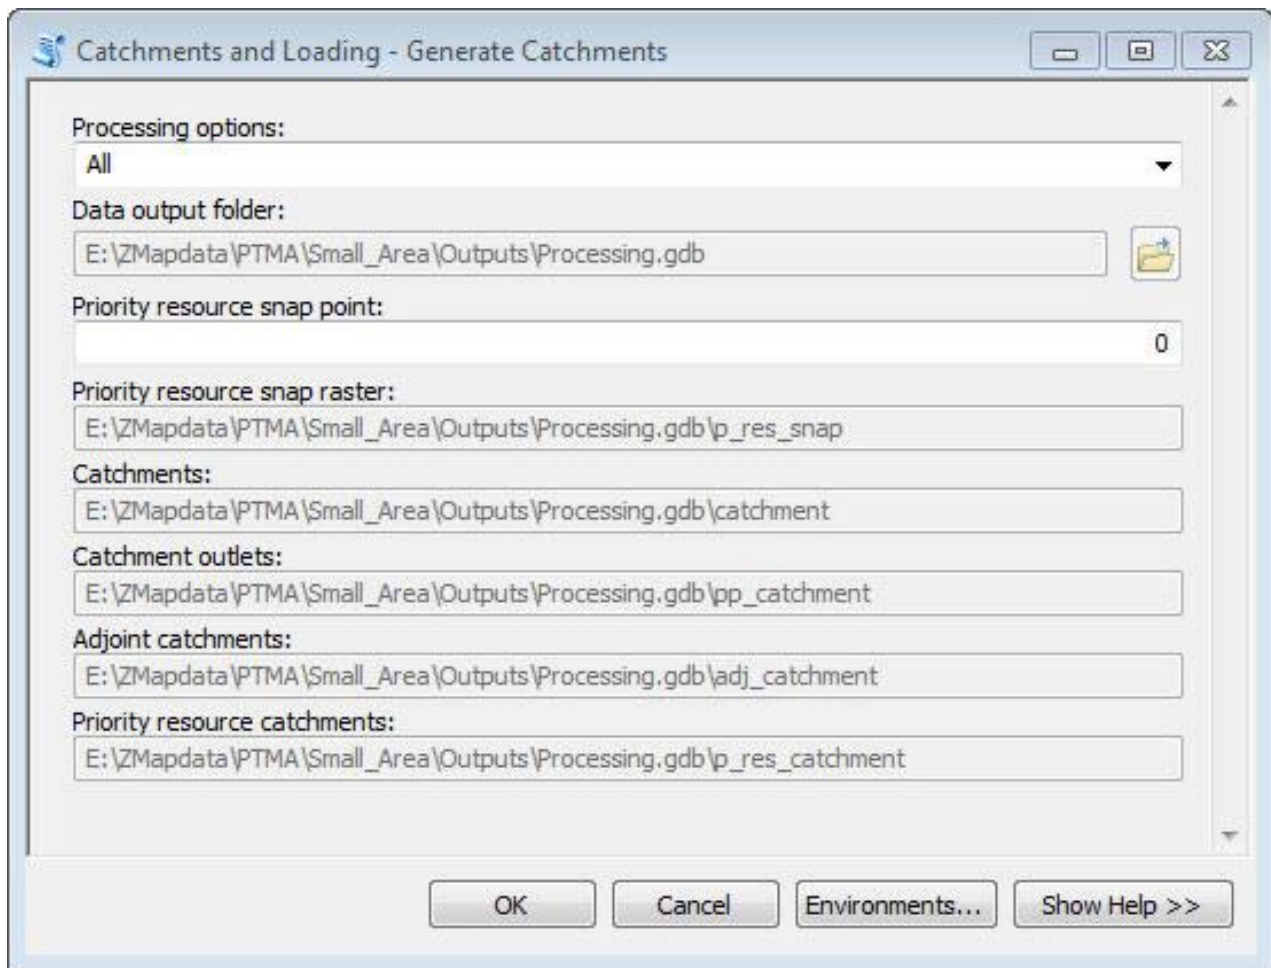 Catchments and Loading - Generate Catchments
Processing options:
All
Data output folder:
E:\ZMapdata\PTMA\Small_Area\Outputs\Processing.gdb
Priority resource snap point:
0
Priority resource snap raster:
E:\ZMapdata\PTMA\Small_Area\Outputs\Processing.gdb\p_res_snap
Catchments:
E:\ZMapdata\PTMA\Small_Area\Outputs\Processing.gdb\catchment
Catchment outlets:
E:\ZMapdata\PTMA\Small_Area\Outputs\Processing.gdb\pp_catchment
Adjoint catchments:
E:\ZMapdata\PTMA\Small_Area\Outputs\Processing.gdb\adj_catchment
Priority resource catchments:
E:\ZMapdata\PTMA\Small_Area\Outputs\Processing.gdb\p_res_catchment
OK Cancel Environments... Show Help >>